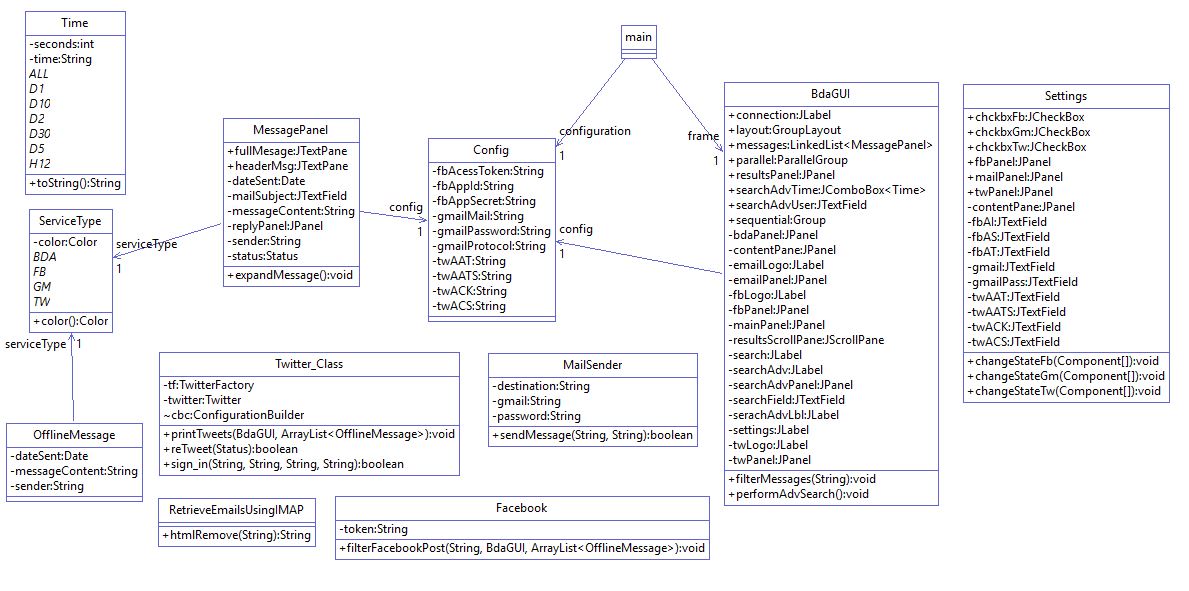 Time
-seconds:int
-time:String
ALL
D1
D10
D2
D30
D5
H12
+toString():String
ServiceType
-color:Color
BDA
FB
GM
TW
+color():Color
serviceType
1
OfflineMessage
-dateSent:Date
-messageContent:String
-sender:String
MessagePanel
+fullMesage:JTextPane
+headerMsg:JTextPane
-dateSent:Date
-mailSubject:JTextField
-messageContent:String
-replyPanel:JPanel
-sender:String
-status:Status
+expandMessage():void
serviceType
1
config
1
Config
-fbAcessToken:String
-fbAppId:String
-fbAppSecret:String
-gmailMail:String
-gmailPassword:String
-gmailProtocol:String
-twAAT:String
-twAATS:String
-twACK:String
-twACS:String
main
configuration
1
frame
1
config
1
BdaGUI
+connection:JLabel
+layout:GroupLayout
+messages:LinkedList<MessagePanel>
+parallel:ParallelGroup
+resultsPanel:JPanel
+searchAdvTime:JComboBox<Time>
+searchAdvUser:JTextField
+sequential:Group
-bdaPanel:JPanel
-contentPane:JPanel
-emailLogo:JLabel
-emailPanel:JPanel
-fbLogo:JLabel
-fbPanel:JPanel
-mainPanel:JPanel
-resultsScrollPane:JScrollPane
-search:JLabel
-searchAdv:JLabel
-searchAdvPanel:JPanel
-searchField:JTextField
-serachAdvLbl:JLabel
-settings:JLabel
-twLogo:JLabel
-twPanel:JPanel
+filterMessages(String):void
+performAdvSearch():void
Settings
+chckbxFb:JCheckBox
+chckbxGm:JCheckBox
+chckbxTw:JCheckBox
+fbPanel:JPanel
+mailPanel:JPanel
+twPanel:JPanel
-contentPane:JPanel
-fbAI:JTextField
-fbAS:JTextField
-fbAT:JTextField
-gmail:JTextField
-gmailPass:JTextField
-twAAT:JTextField
-twAATS:JTextField
-twACK:JTextField
-twACS:JTextField
+changeStateFb(Component[]):void
+changeStateGm(Component[]):void
+changeStateTw(Component[]):void
Twitter_Class
-tf:TwitterFactory
-twitter:Twitter
~cbc:ConfigurationBuilder
+printTweets(BdaGUI, ArrayList<OfflineMessage>):void
+reTweet(Status):boolean
+sign_in(String, String, String, String):boolean
MailSender
-destination:String
-gmail:String
-password:String
+sendMessage(String, String):boolean
RetrieveEmailsUsingIMAP
+htmlRemove(String):String
Facebook
-token:String
+filterFacebookPost(String, BdaGUI, ArrayList<OfflineMessage>):void